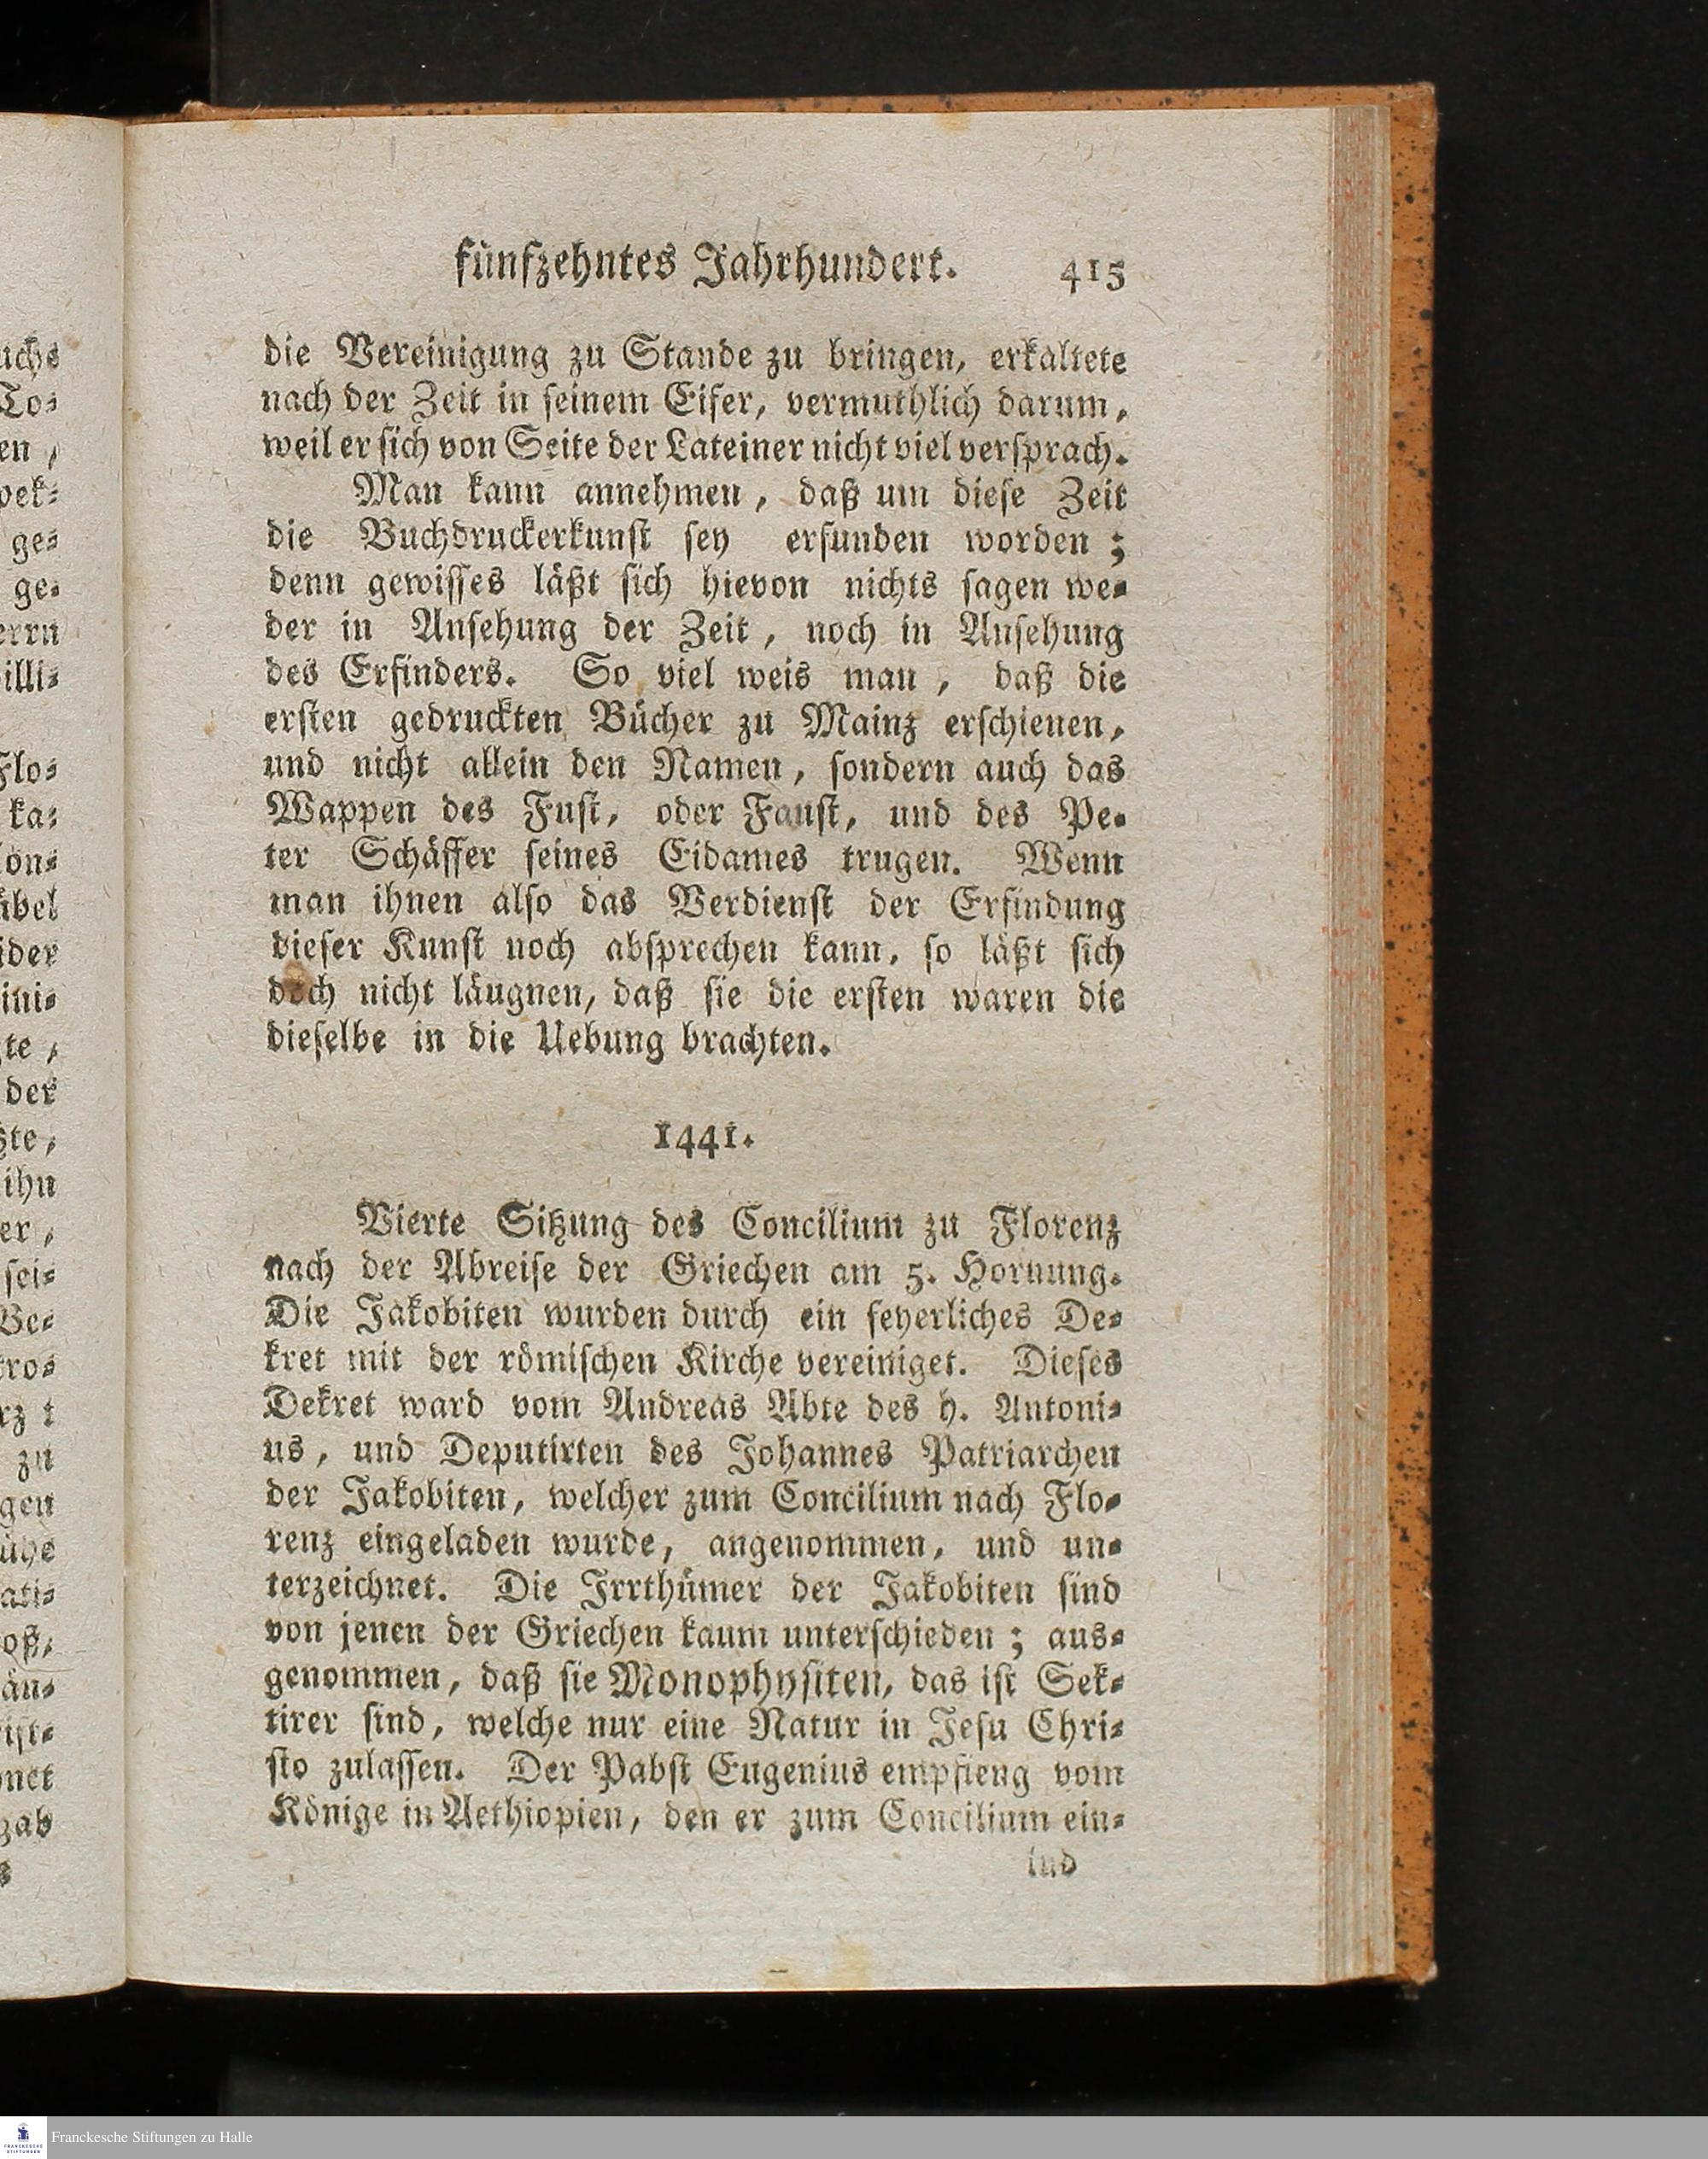 fünfzehntes Jahrhundert. 415
die Vereinigung zu Stande zu bringen, erkaltete
nach der Zeit in seinem Eifer, vermuthlich darum,
weil er sich von Seite der Lateiner nicht viel versprach.
Man kann annehmen, daß um diese Zeit
die Buchdruckerkunst sey erfunden worden;
denn gewisses läßt sich hievon nichts sagen we-
der in Ansehung der Zeit, noch in Ansehung
des Erfinders. So viel weis man, daß die
ersten gedruckten Bücher zu Mainz erschienen,
und nicht allein den Namen, sondern auch das
Wappen des Fust, oder Faust, und des Pe-
ter Schäffer seines Eidames trugen. Wenn
man ihnen also das Verdienst der Erfindung
dieser Kunst noch absprechen kann, so läßt sich
doch nicht läugnen, daß sie die ersten waren die
dieselbe in die Uebung brachten.
1441.
Vierte Sitzung des Concilium zu Florenz
nach der Abreise der Griechen am 5. Hornung.
Die Jakobiten wurden durch ein feyerliches De-
kret mit der römischen Kirche vereiniget. Dieses
Dekret ward vom Andreas Abte des h. Antoni-
us, und Deputirten des Johannes Patriarchen
der Jakobiten, welcher zum Concilium nach Flo-
renz eingeladen wurde, angenommen, und un-
terzeichnet. Die Irrthümer der Jakobiten sind
von jenen der Griechen kaum unterschieden; aus-
genommen, daß sie Monophysiten, das ist Sek-
tirer sind, welche nur eine Natur in Jesu Chri-
sto zulassen. Der Pabst Eugenius empfieng vom
Könige in Aethiopien, den er zum Concilium ein-
lud
Franckesche Stiftungen zu Halle